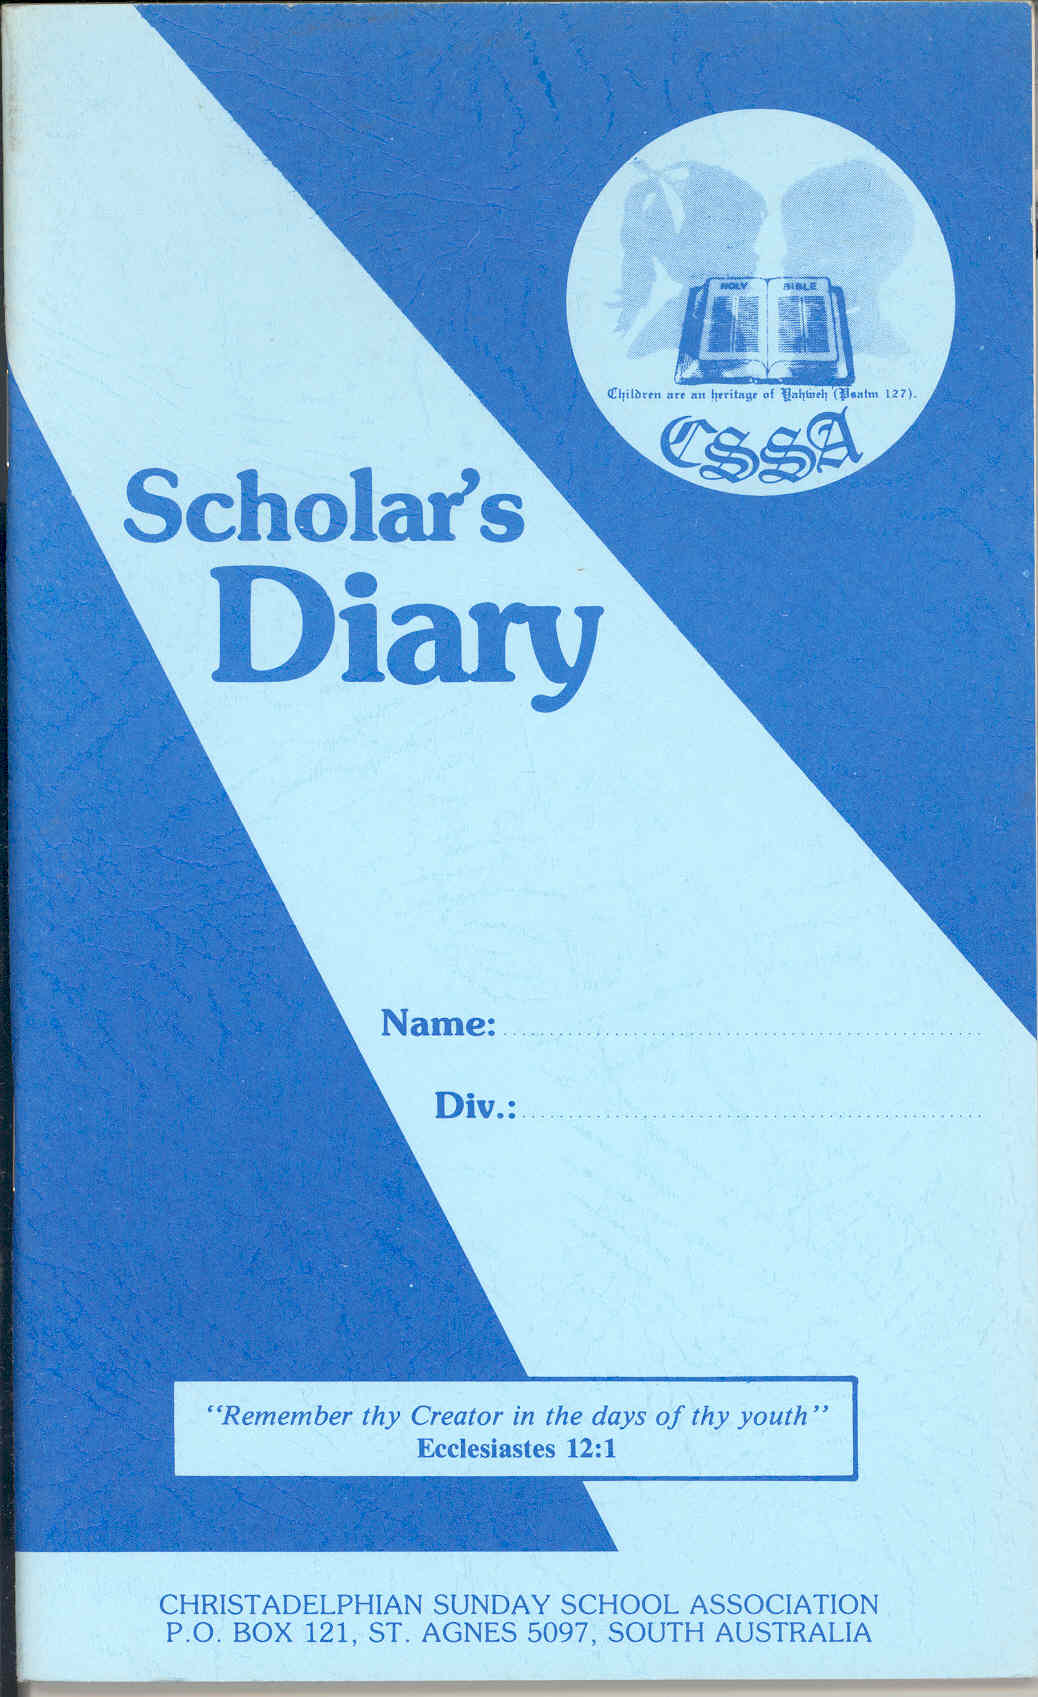 HOLY BIBLE
Children are an heritage of Yahweh (Psalm 127).
CSSA
Scholar's
Diary
Name:
Div.:
“Remember thy Creator in the days of thy youth”
Ecclesiastes 12:1
CHRISTADELPHIAN SUNDAY SCHOOL ASSOCIATION
P.O. BOX 121, ST. AGNES 5097, SOUTH AUSTRALIA